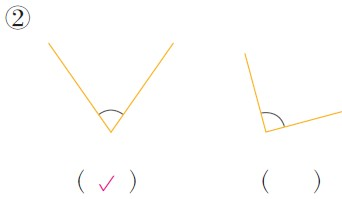 ②
( ✓ ) ( )